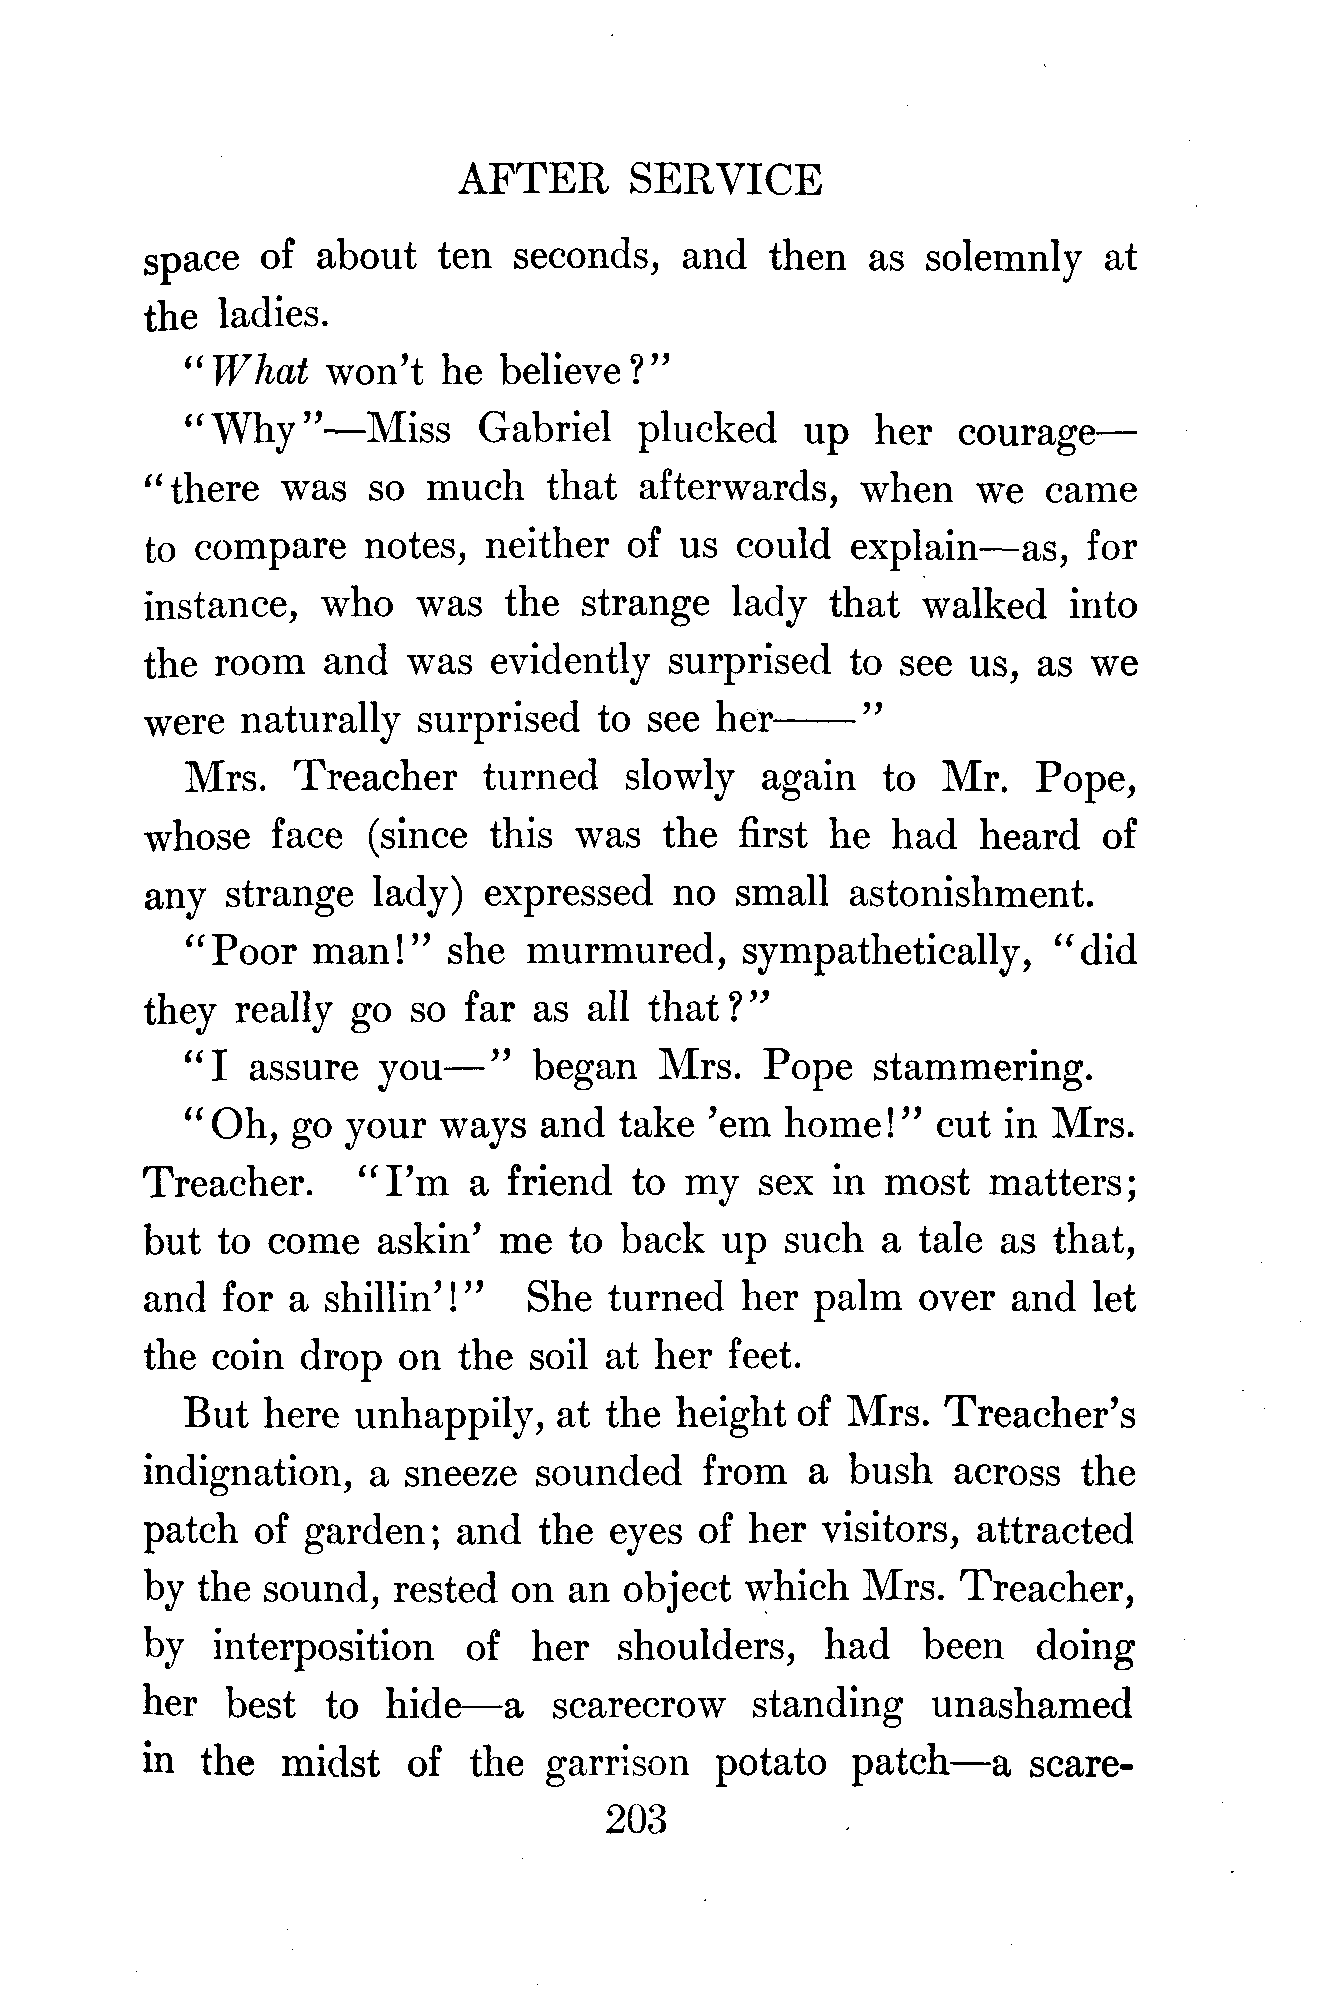 AFTER SERVICE
space of about ten seconds, and then as solemnly at
the ladies.
"What won't he believe?"
"Why"—Miss Gabriel plucked up her courage—
"there was so much that afterwards, when we came
to compare notes, neither of us could explain—as, for
instance, who was the strange lady that walked into
the room and was evidently surprised to see us, as we
were naturally surprised to see her——"
Mrs. Treacher turned slowly again to Mr. Pope,
whose face (since this was the first he had heard of
any strange lady) expressed no small astonishment.
"Poor man!" she murmured, sympathetically, "did
they really go so far as all that?"
"I assure you—" began Mrs. Pope stammering.
"Oh, go your ways and take 'em home!" cut in Mrs.
Treacher. "I'm a friend to my sex in most matters;
but to come askin' me to back up such a tale as that,
and for a shillin'!" She turned her palm over and let
the coin drop on the soil at her feet.
But here unhappily, at the height of Mrs. Treacher's
indignation, a sneeze sounded from a bush across the
patch of garden; and the eyes of her visitors, attracted
by the sound, rested on an object which Mrs. Treacher,
by interposition of her shoulders, had been doing
her best to hide—a scarecrow standing unashamed
in the midst of the garrison potato patch—a scare-
203